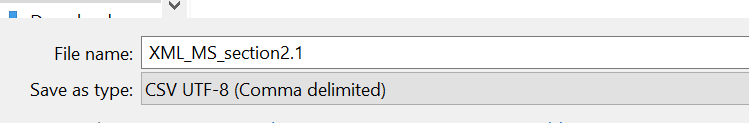 File name: XML_MS_section2.1
Save as type: CSV UTF-8 (Comma delimited)